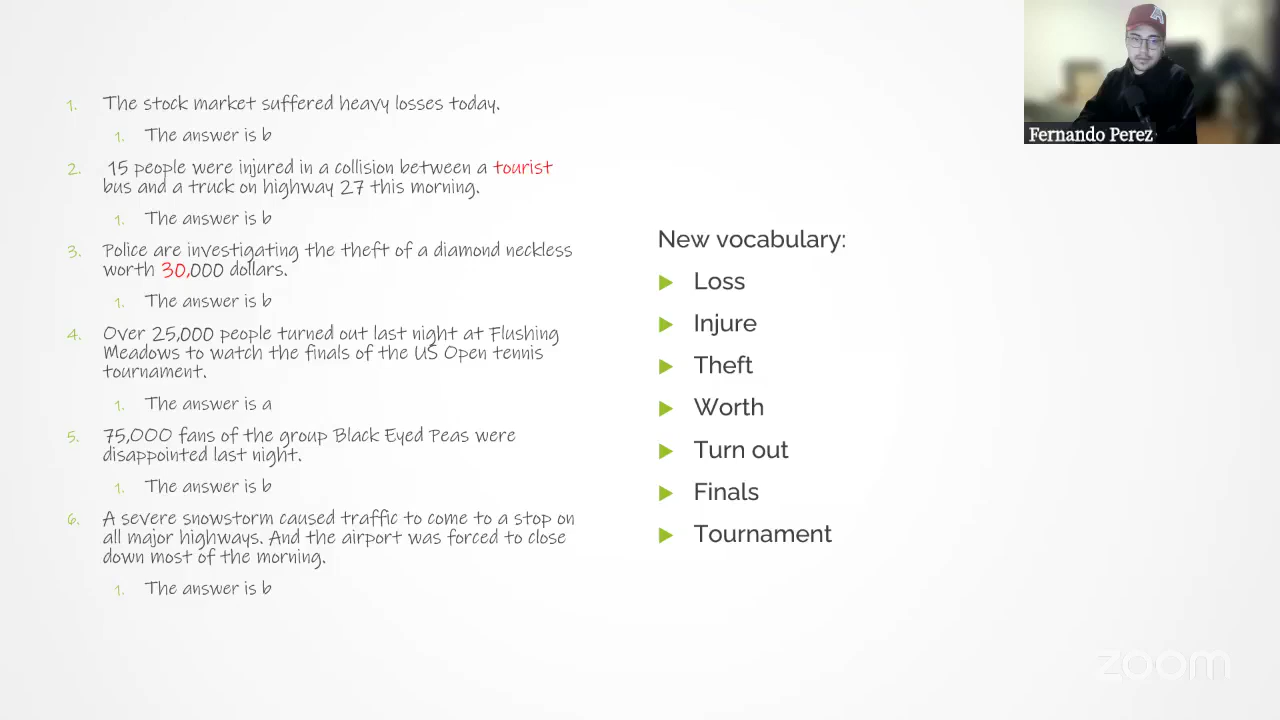 1. The stock market suffered heavy losses today.
1. The answer is b
2. 15 people were injured in a collision between a tourist
bus and a truck on highway 27 this morning.
1. The answer is b
3. Police are investigating the theft of a diamond neckless
worth 30,000 dollars.
1. The answer is b
4. Over 25,000 people turned out last night at Flushing
Meadows to watch the finals of the US Open tennis
tournament.
1. The answer is a
5. 75,000 fans of the group Black Eyed Peas were
disappointed last night.
1. The answer is b
6. A severe snowstorm caused traffic to come to a stop on
all major highways. And the airport was forced to close
down most of the morning.
1. The answer is b
New vocabulary:
Loss
Injure
Theft
Worth
Turn out
Finals
Tournament
A
Fernando Perez
zoom